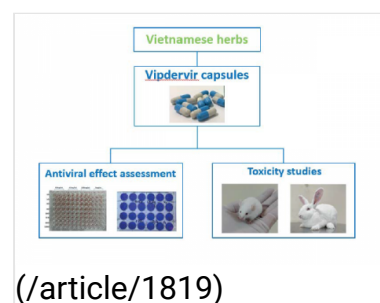 Vietnamese herbs
Vipdervir capsules
Antiviral effect assessment
Toxicity studies
(/article/1819)